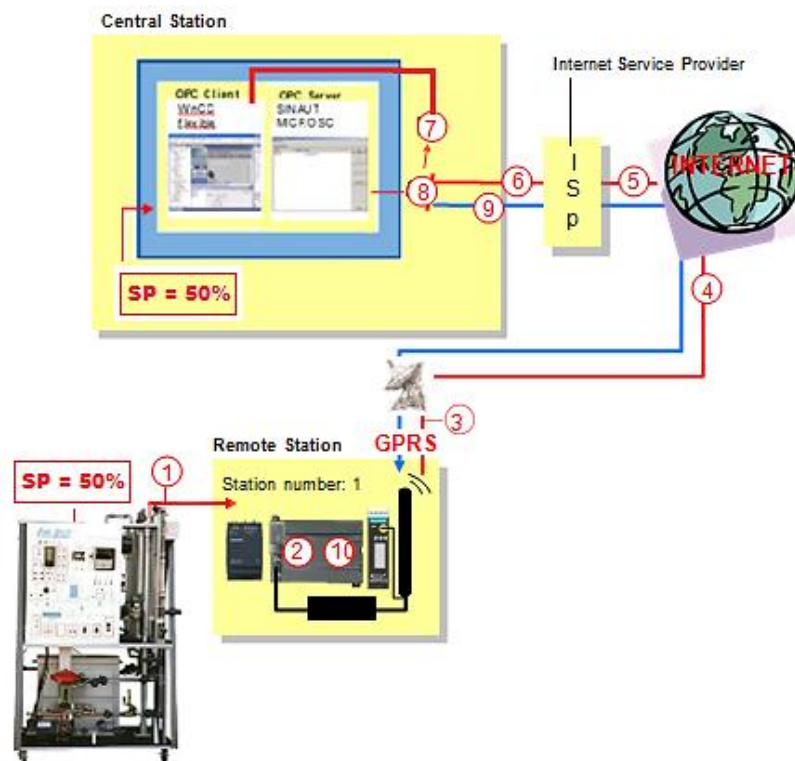 Central Station
OPC Client
WinCC
flexible
OPC Server
SINAUT
MICROSC
7
8
SP = 50%
Internet Service Provider
I
S
p
6
5
9
INTERNET
4
3
GPRS
Remote Station
Station number: 1
SP = 50%
1
2
10